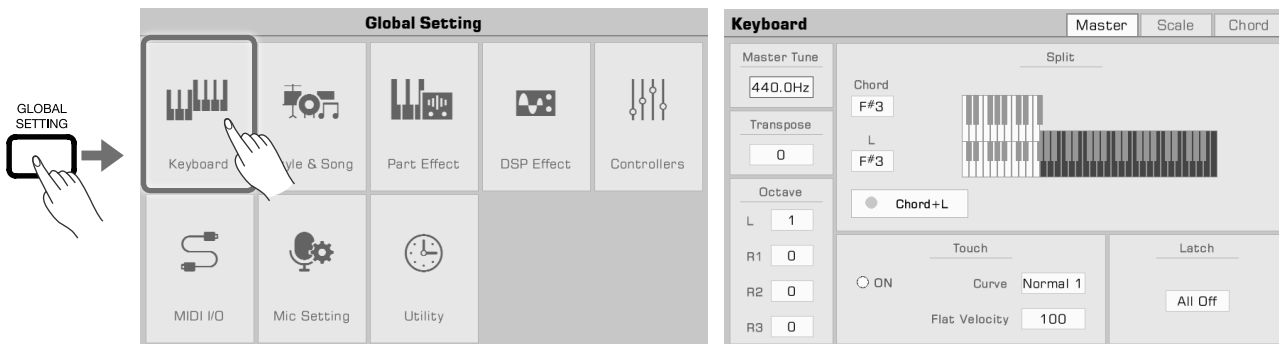 GLOBAL
SETTING
Global Setting
Keyboard
yle & Song
Part Effect
DSP Effect
Controllers
MIDI I/O
Mic Setting
Utility
Keyboard
Master
Scale
Chord
Master Tune
440.0Hz
Transpose
0
Octave
L 1
R1 0
R2 0
R3 0
Split
Chord
F#3
L
F#3
Chord+L
Touch
ON
Curve Normal 1
Flat Velocity 100
Latch
All Off